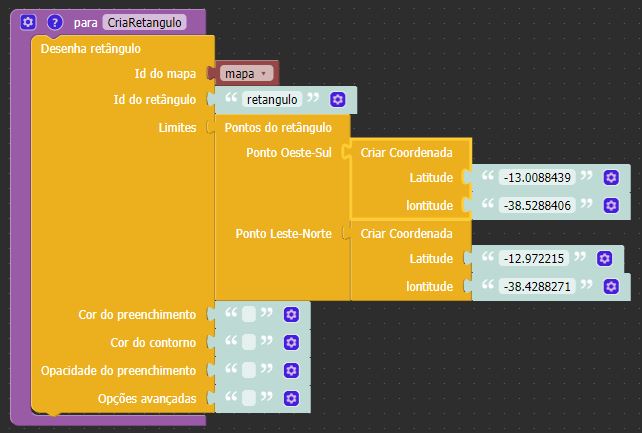 ? para CriaRetangulo
Desenha retângulo
Id do mapa mapa
Id do retângulo “ retangulo ”
Limites Pontos do retângulo
Ponto Oeste-Sul Criar Coordenada
Latitude “ -13.0088439 ”
lontitude “ -38.5288406 ”
Ponto Leste-Norte Criar Coordenada
Latitude “ -12.972215 ”
lontitude “ -38.4288271 ”
Cor do preenchimento “ ”
Cor do contorno “ ”
Opacidade do preenchimento “ ”
Opções avançadas “ ”